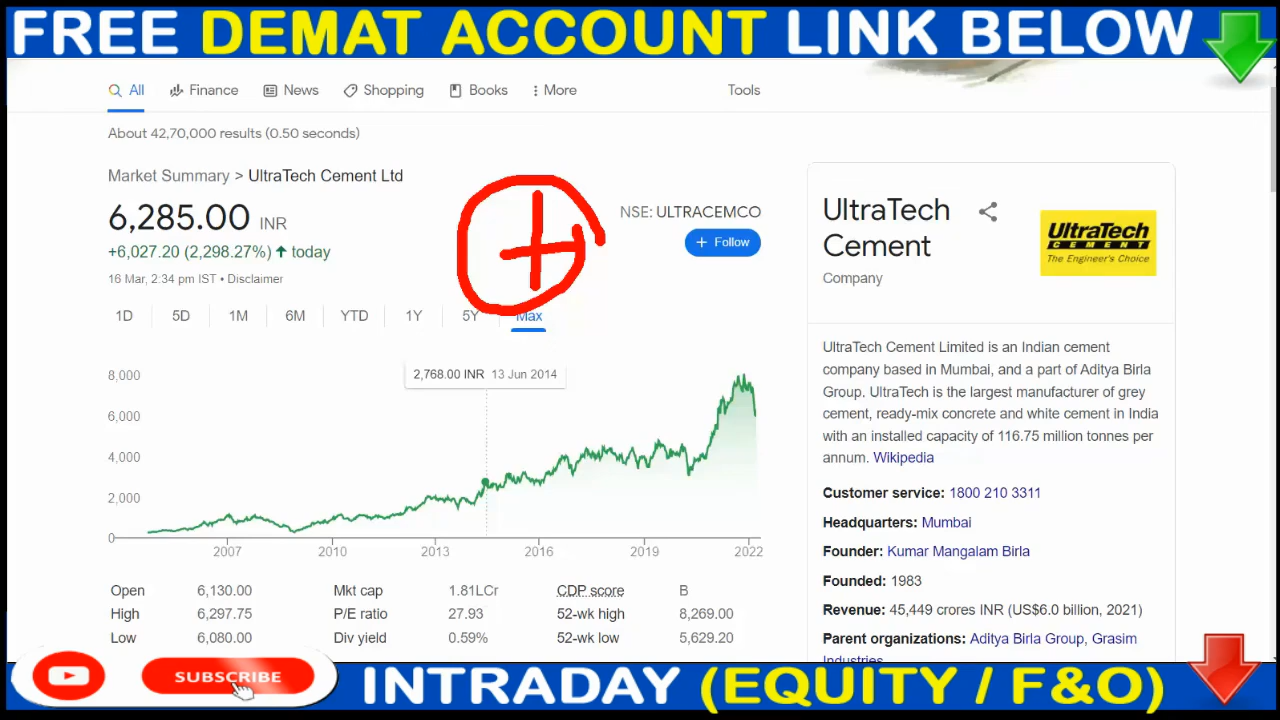 FREE DEMAT ACCOUNT LINK BELOW
All Finance News Shopping Books More Tools
About 42,70,000 results (0.50 seconds)
Market Summary > UltraTech Cement Ltd
6,285.00 INR
+6,027.20 (2,298.27%) today
16 Mar, 2:34 pm IST • Disclaimer
NSE: ULTRACEMCO
+ Follow
1D 5D 1M 6M YTD 1Y 5Y Max
2,768.00 INR 13 Jun 2014
8,000
6,000
4,000
2,000
0
2007 2010 2013 2016 2019 2022
Open 6,130.00 Mkt cap 1.81LCr CDP score B
High 6,297.75 P/E ratio 27.93 52-wk high 8,269.00
Low 6,080.00 Div yield 0.59% 52-wk low 5,629.20
UltraTech
Cement
Company
UltraTech
CEMENT
The Engineer's Choice
UltraTech Cement Limited is an Indian cement
company based in Mumbai, and a part of Aditya Birla
Group. UltraTech is the largest manufacturer of grey
cement, ready-mix concrete and white cement in India
with an installed capacity of 116.75 million tonnes per
annum. Wikipedia
Customer service: 1800 210 3311
Headquarters: Mumbai
Founder: Kumar Mangalam Birla
Founded: 1983
Revenue: 45,449 crores INR (US$6.0 billion, 2021)
Parent organizations: Aditya Birla Group, Grasim
Industries
SUBSCRIBE
INTRADAY (EQUITY / F&O)